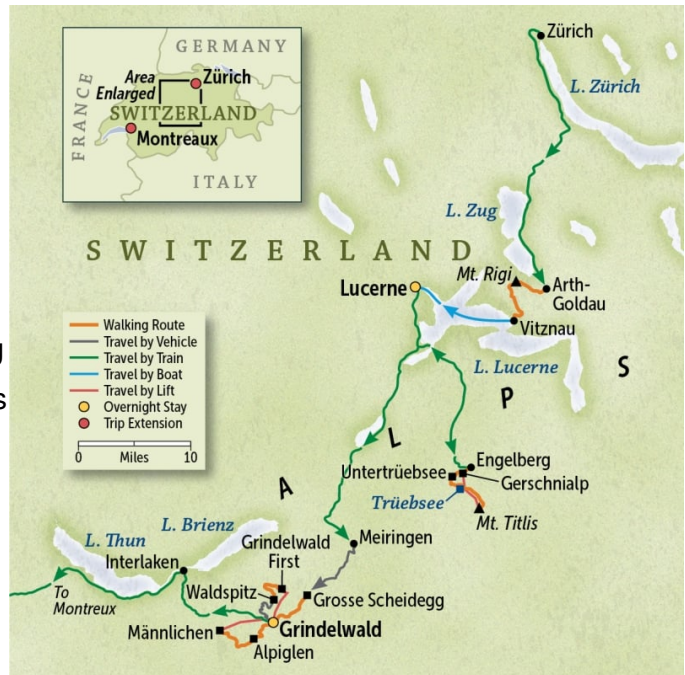 GERMANY
FRANCE
Area
Enlarged
Zürich
SWITZERLAND
Montreaux
ITALY
Zürich
L. Zürich
L. Zug
SWITZERLAND
Mt. Rigi
Arth-
Goldau
Lucerne
Vitznau
L. Lucerne
Walking Route
Travel by Vehicle
Travel by Train
Travel by Boat
Travel by Lift
Overnight Stay
Trip Extension
0 Miles 10
g
s
A L P S
Engelberg
Untertrüebsee
Gerschnialp
Trüebsee
Mt. Titlis
L. Thun
L. Brienz
Interlaken
Meiringen
Grindelwald
First
Waldspitz
Grosse Scheidegg
To
Montreux
Männlichen
Grindelwald
Alpiglen